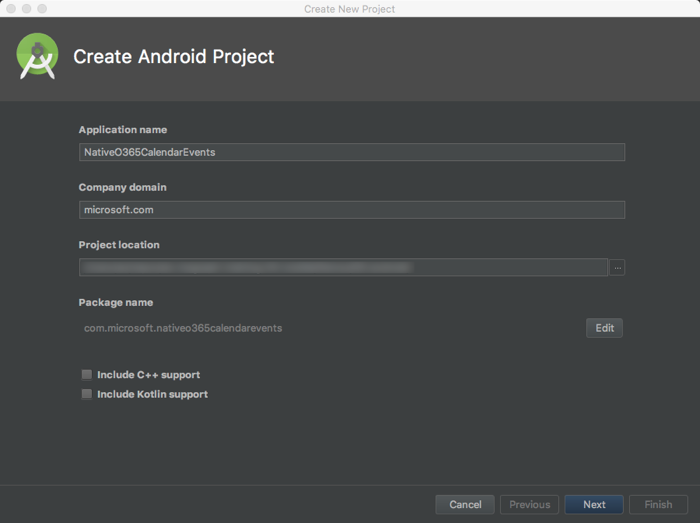 Create New Project
Create Android Project
Application name
NativeO365CalendarEvents
Company domain
microsoft.com
Project location
...
Package name
com.microsoft.nativeo365calendarevents
Edit
Include C++ support
Include Kotlin support
Cancel
Previous
Next
Finish